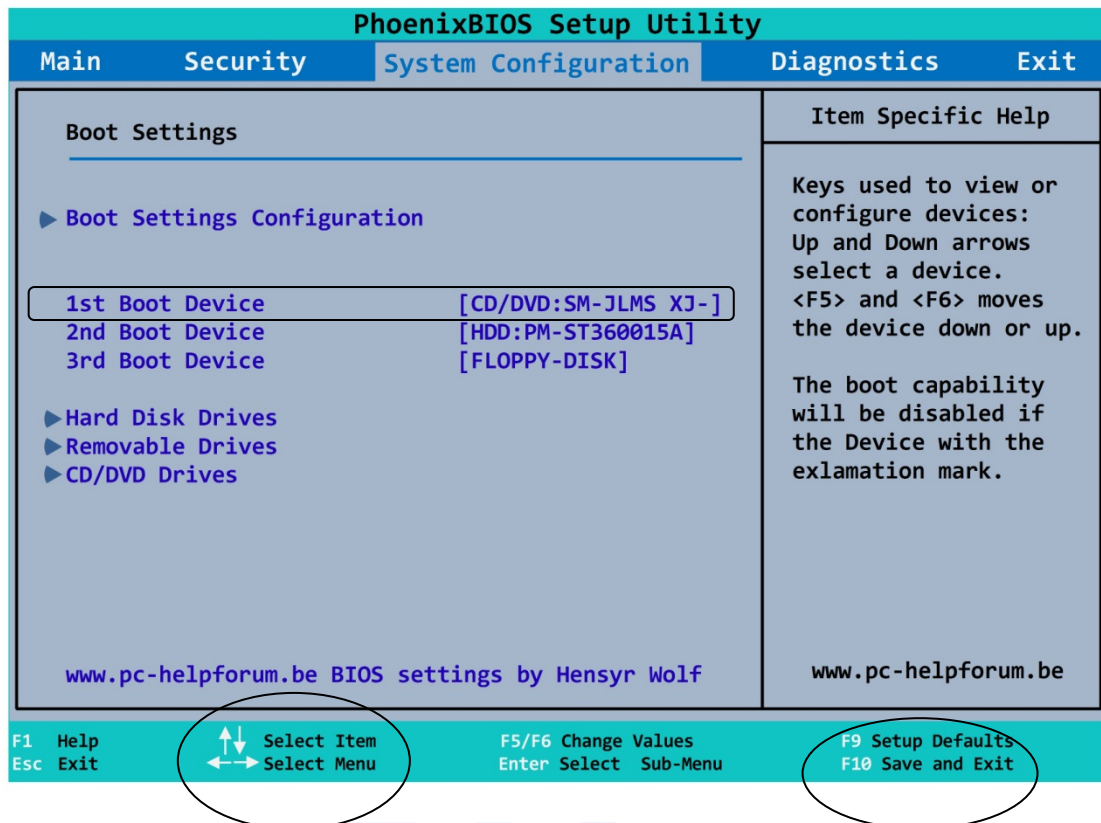 PhoenixBIOS Setup Utility
Main Security System Configuration Diagnostics Exit
Boot Settings
Boot Settings Configuration
1st Boot Device [CD/DVD:SM-JLMS XJ-]
2nd Boot Device [HDD:PM-ST360015A]
3rd Boot Device [FLOPPY-DISK]
Hard Disk Drives
Removable Drives
CD/DVD Drives
www.pc-helpforum.be BIOS settings by Hensyr Wolf
Item Specific Help
Keys used to view or
configure devices:
Up and Down arrows
select a device.
<F5> and <F6> moves
the device down or up.
The boot capability
will be disabled if
the Device with the
exlamation mark.
www.pc-helpforum.be
F1 Help Select Item F5/F6 Change Values F9 Setup Defaults
Esc Exit Select Menu Enter Select Sub-Menu F10 Save and Exit